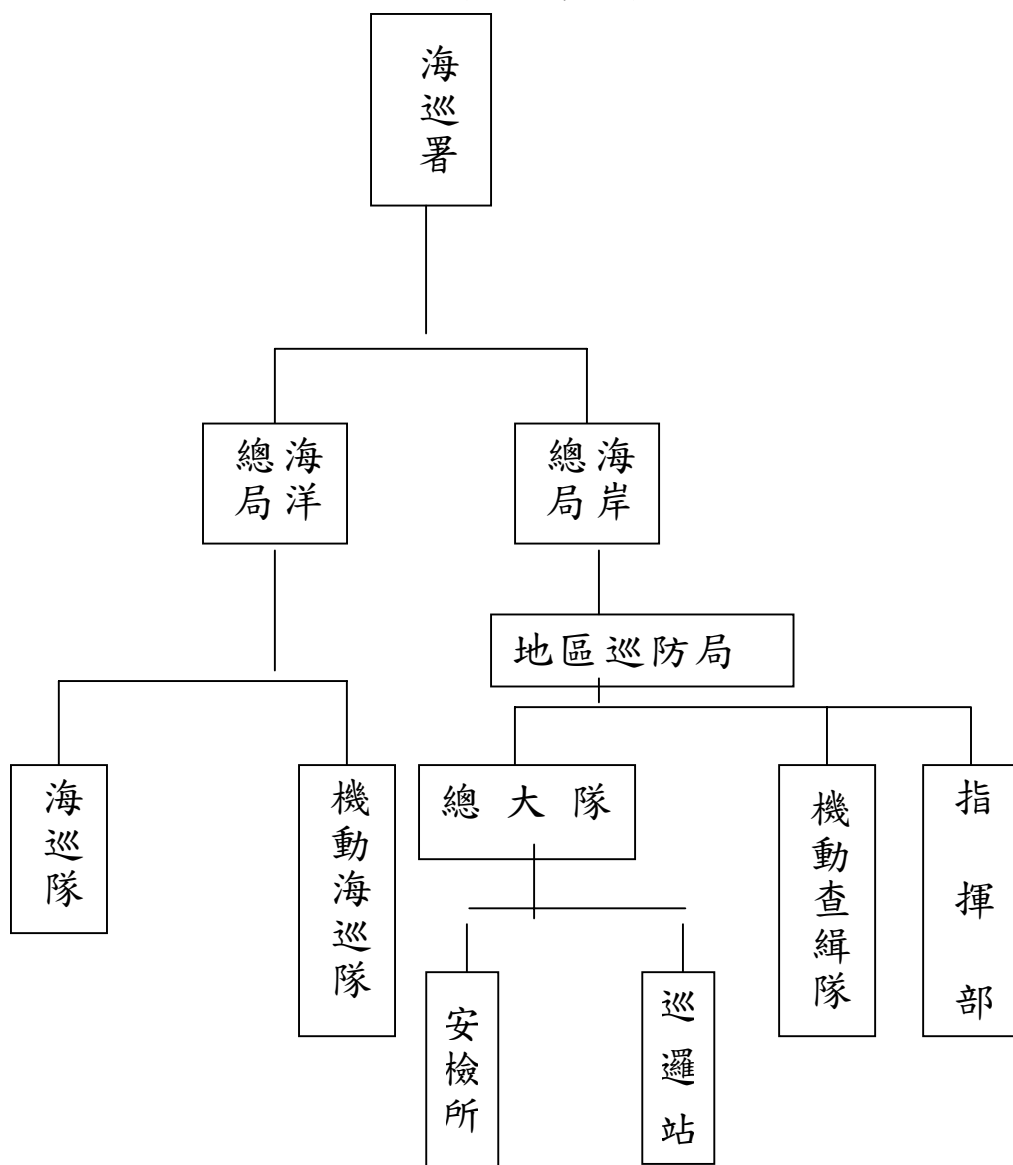 海巡署
海洋總局
海岸總局
地區巡防局
海巡隊
機動海巡隊
總大隊
機動查緝隊
指揮部
安檢所
巡邏站